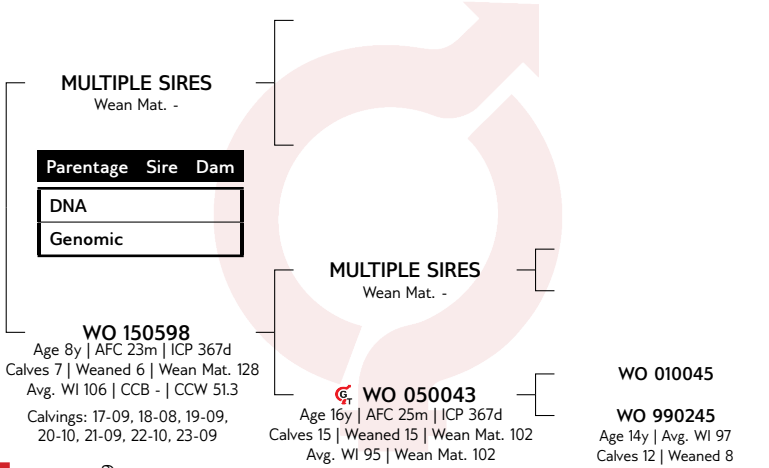 MULTIPLE SIRES
Wean Mat. -
Parentage Sire Dam
DNA
Genomic
MULTIPLE SIRES
Wean Mat. -
WO 150598
Age 8y | AFC 23m | ICP 367d
Calves 7 | Weaned 6 | Wean Mat. 128
Avg. WI 106 | CCB - | CCW 51.3
Calvings: 17-09, 18-08, 19-09,
20-10, 21-09, 22-10, 23-09
GT WO 050043
Age 16y | AFC 25m | ICP 367d
Calves 15 | Weaned 15 | Wean Mat. 102
Avg. WI 95 | Wean Mat. 102
WO 010045
WO 990245
Age 14y | Avg. WI 97
Calves 12 | Weaned 8